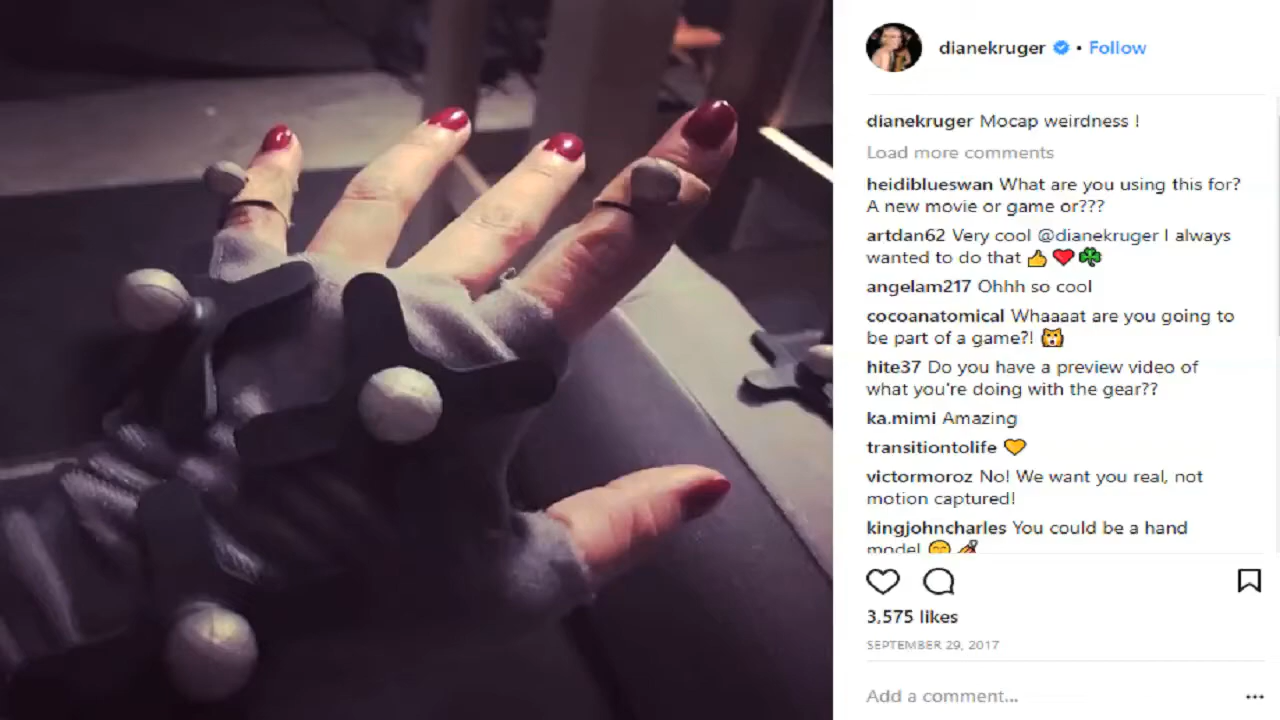 dianekruger • Follow
dianekruger Mocap weirdness !
Load more comments
heidiblueswan What are you using this for?
A new movie or game or???
artdan62 Very cool @dianekruger I always
wanted to do that 👍❤️☘️
angelam217 Ohhh so cool
cocoanatomical Whaaaat are you going to
be part of a game?! 🙀
hite37 Do you have a preview video of
what you're doing with the gear??
ka.mimi Amazing
transitiontolife 💛
victormoroz No! We want you real, not
motion captured!
kingjohncharles You could be a hand
model 😁💅
3,575 likes
SEPTEMBER 29, 2017
Add a comment...